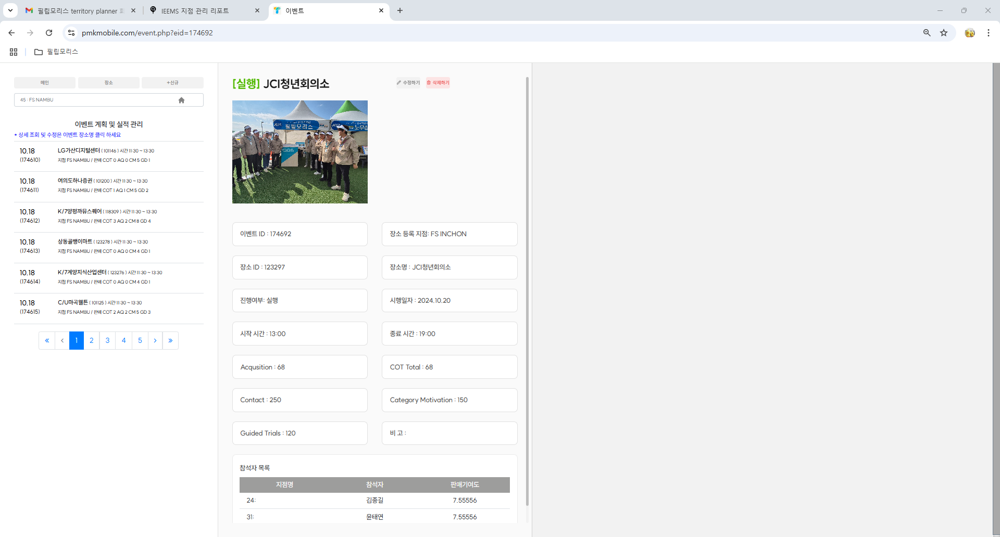 필립모리스 territory planner 회
IEEMS 지점 관리 리포트
이벤트
pmkmobile.com/event.php?eid=174692
필립모리스
메인
장소
+신규
45 : FS NAMBU
이벤트 계획 및 실적 관리
* 상세 조회 및 수정은 이벤트 장소명 클릭 하세요
10.18
(174610)
LG가산디지털센터 ( 101146 ) 시간 11:30 ~ 13:30
지점 FS NAMBU / 판매 COT 0 AQ 0 CM 5 GD 1
10.18
(174611)
여의도하나증권 ( 101200 ) 시간 11:30 ~ 13:30
지점 FS NAMBU / 판매 COT 1 AQ 1 CM 5 GD 2
10.18
(174612)
K/7양평까뮤스퀘어 ( 118309 ) 시간 11:30 ~ 13:30
지점 FS NAMBU / 판매 COT 3 AQ 2 CM 8 GD 4
10.18
(174613)
상동골뱅이마트 ( 123278 ) 시간 11:30 ~ 13:30
지점 FS NAMBU / 판매 COT 0 AQ 0 CM 4 GD 1
10.18
(174614)
K/7계양지식산업센터 ( 123276 ) 시간 11:30 ~ 13:30
지점 FS NAMBU / 판매 COT 0 AQ 0 CM 4 GD 1
10.18
(174615)
C/U마곡웰튼 ( 101125 ) 시간 11:30 ~ 13:30
지점 FS NAMBU / 판매 COT 2 AQ 2 CM 5 GD 3
« ‹ 1 2 3 4 5 › »
[실행] JCI청년회의소
수정하기
삭제하기
JCI
필립모리스
JCI
노무상
IQOS
이벤트 ID : 174692
장소 등록 지점: FS INCHON
장소 ID : 123297
장소명 : JCI청년회의소
진행여부: 실행
시행일자 : 2024.10.20
시작 시간 : 13:00
종료 시간 : 19:00
Acqusition : 68
COT Total : 68
Contact : 250
Category Motivation : 150
Guided Trials : 120
비 고 :
참석자 목록
지점명 참석자 판매기여도
24: 김종길 7.55556
31: 윤태연 7.55556